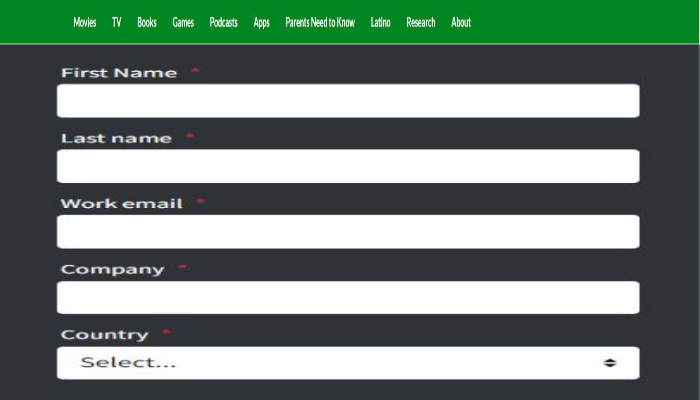 Movies TV Books Games Podcasts Apps Parents Need to Know Latino Research About
First Name *
Last name *
Work email *
Company *
Country *
Select...